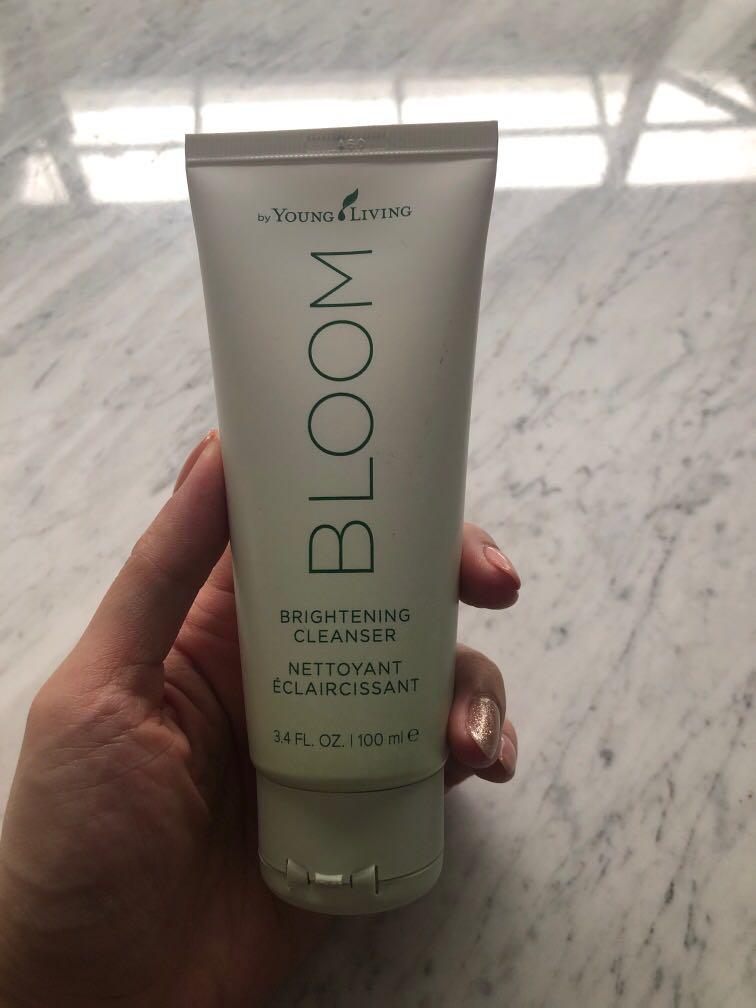 by YOUNG LIVING
BLOOM
BRIGHTENING
CLEANSER
NETTOYANT
ÉCLAIRCISSANT
3.4 FL. OZ. | 100 ml ℮